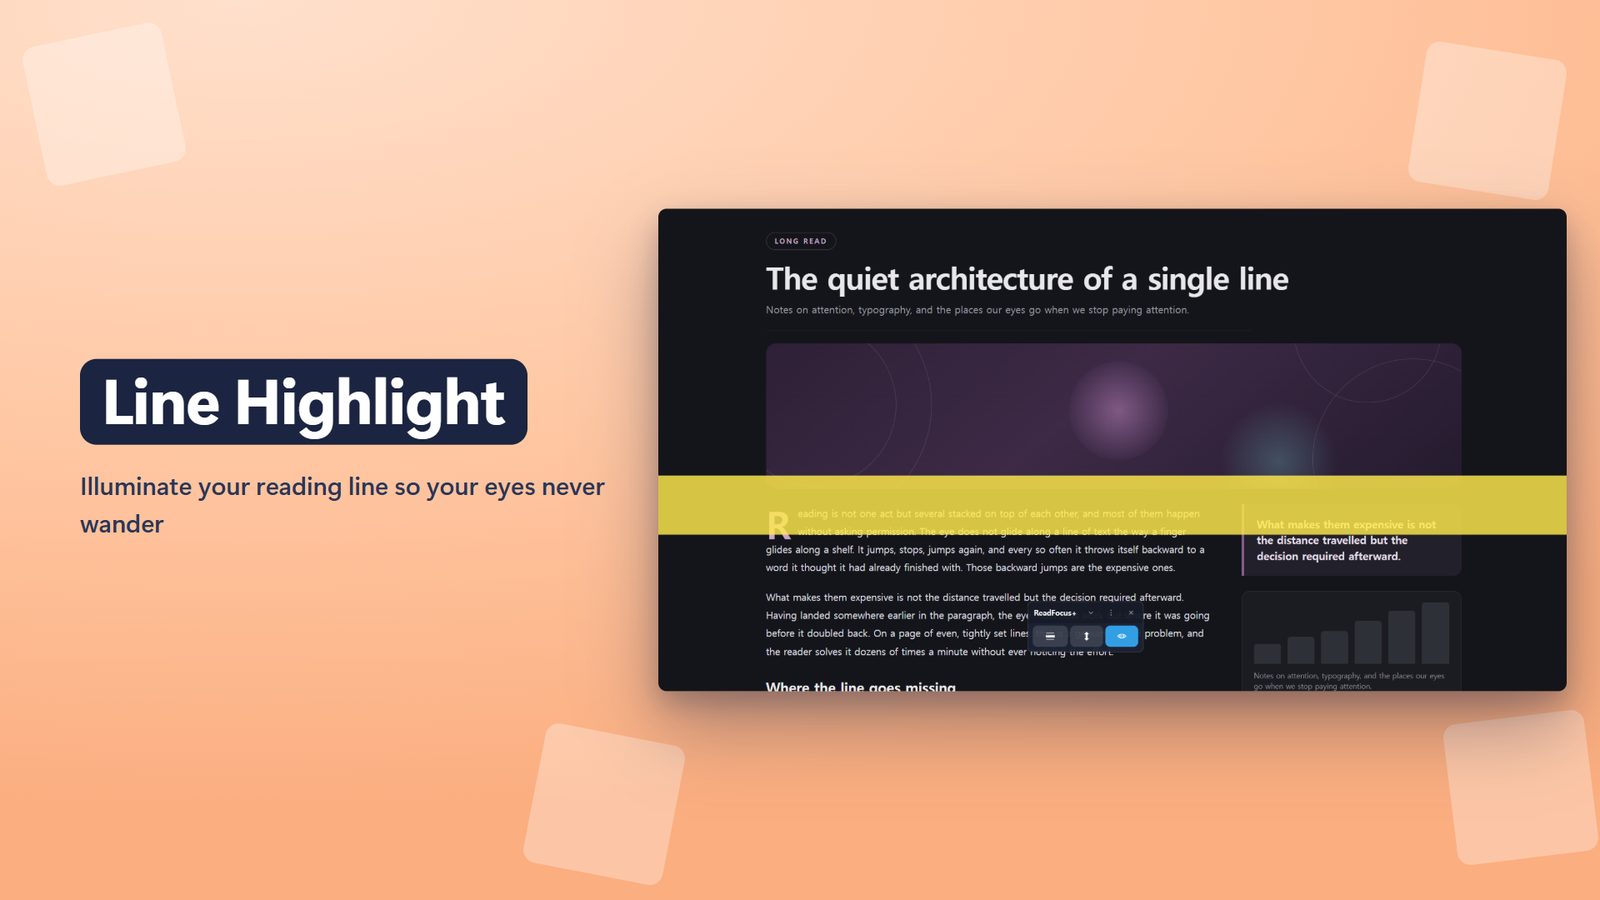 Line Highlight
Illuminate your reading line so your eyes never
wander
LONG READ
The quiet architecture of a single line
Notes on attention, typography, and the places our eyes go when we stop paying attention.
Reading is not one act but several stacked on top of each other, and most of them happen
without asking permission. The eye does not glide along a line of text the way a finger
glides along a shelf. It jumps, stops, jumps again, and every so often it throws itself backward to a
word it thought it had already finished with. Those backward jumps are the expensive ones.
What makes them expensive is not the distance travelled but the decision required afterward.
Having landed somewhere earlier in the paragraph, the eye re it was going
before it doubled back. On a page of even, tightly set lines problem, and
the reader solves it dozens of times a minute without ever noticing the effort.
Where the line goes missing
ReadFocus+
What makes them expensive is not
the distance travelled but the
decision required afterward.
Notes on attention, typography, and the places our eyes
go when we stop paying attention.